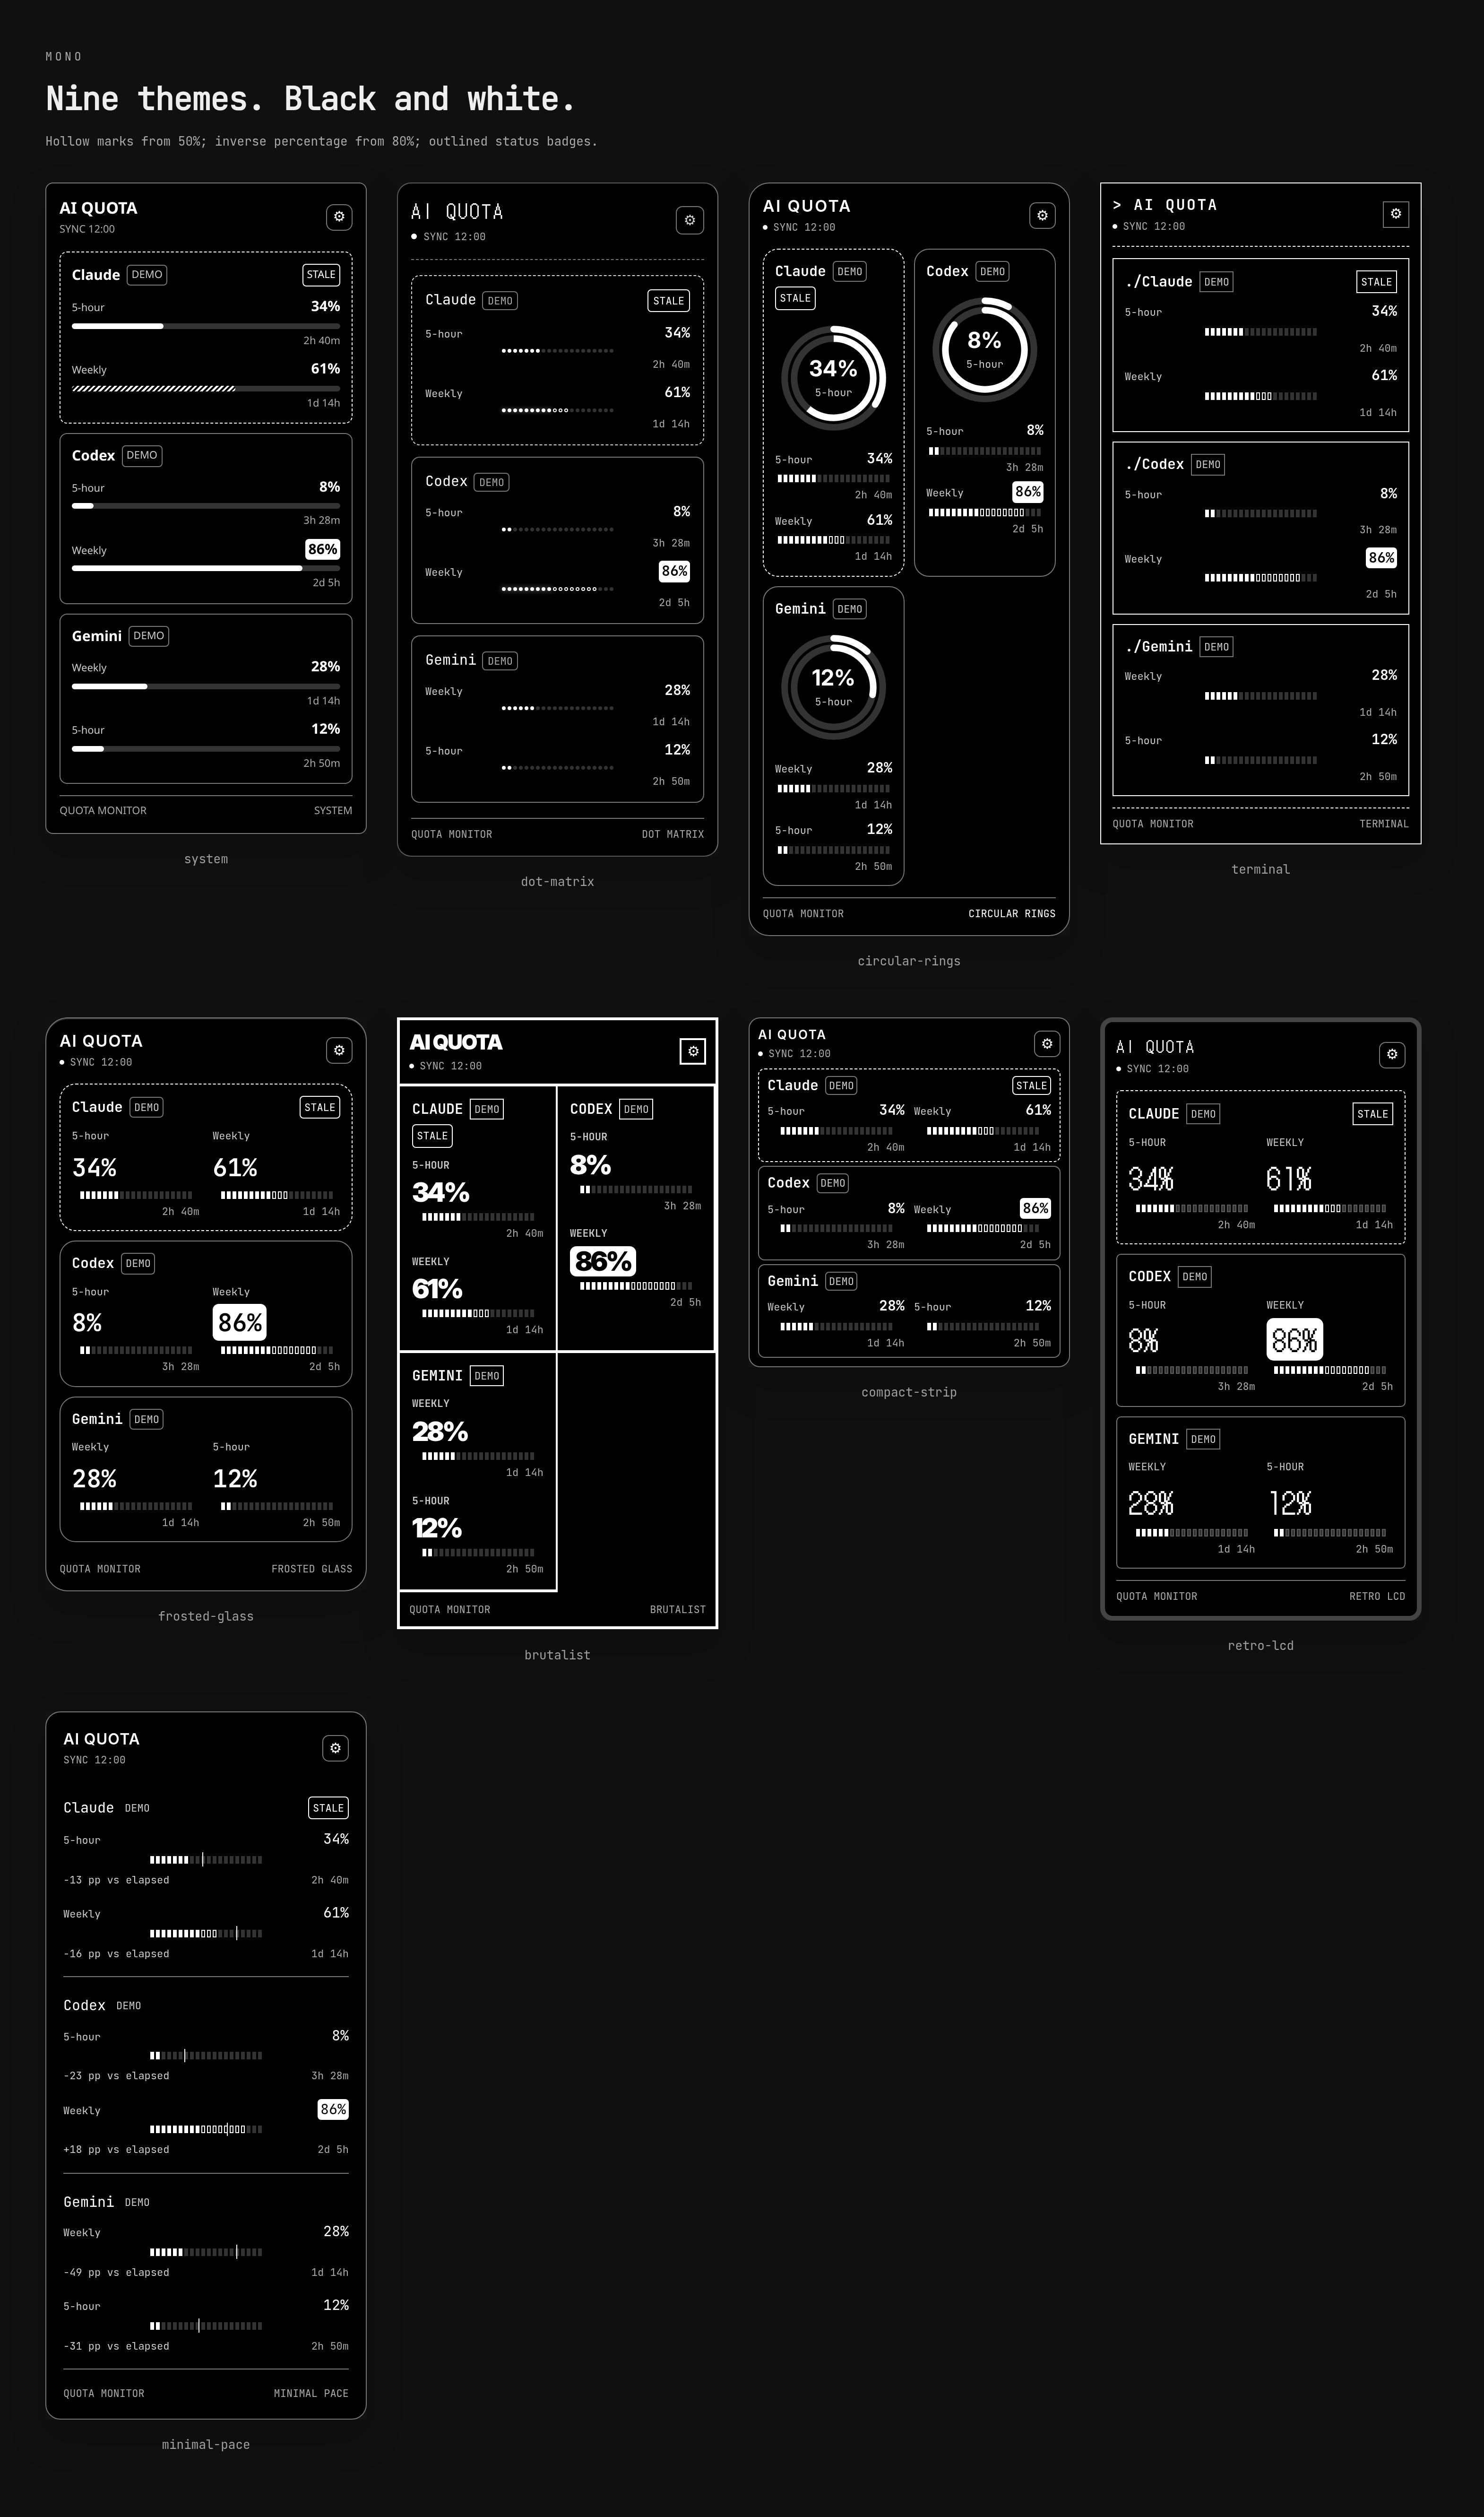 MONO
Nine themes. Black and white.
Hollow marks from 50%; inverse percentage from 80%; outlined status badges.
AI QUOTA
SYNC 12:00
Claude DEMO STALE
5-hour 34%
2h 40m
Weekly 61%
1d 14h
Codex DEMO
5-hour 8%
3h 28m
Weekly 86%
2d 5h
Gemini DEMO
Weekly 28%
1d 14h
5-hour 12%
2h 50m
QUOTA MONITOR SYSTEM
system
AI QUOTA
SYNC 12:00
Claude DEMO STALE
5-hour 34%
2h 40m
Weekly 61%
1d 14h
Codex DEMO
5-hour 8%
3h 28m
Weekly 86%
2d 5h
Gemini DEMO
Weekly 28%
1d 14h
5-hour 12%
2h 50m
QUOTA MONITOR DOT MATRIX
dot-matrix
AI QUOTA
SYNC 12:00
Claude DEMO
STALE
34%
5-hour
5-hour 34%
2h 40m
Weekly 61%
1d 14h
Codex DEMO
8%
5-hour
5-hour 8%
3h 28m
Weekly 86%
2d 5h
Gemini DEMO
12%
5-hour
Weekly 28%
1d 14h
5-hour 12%
2h 50m
QUOTA MONITOR CIRCULAR RINGS
circular-rings
> AI QUOTA
SYNC 12:00
./Claude DEMO STALE
5-hour 34%
2h 40m
Weekly 61%
1d 14h
./Codex DEMO
5-hour 8%
3h 28m
Weekly 86%
2d 5h
./Gemini DEMO
Weekly 28%
1d 14h
5-hour 12%
2h 50m
QUOTA MONITOR TERMINAL
terminal
AI QUOTA
SYNC 12:00
Claude DEMO STALE
5-hour Weekly
34% 61%
2h 40m 1d 14h
Codex DEMO
5-hour Weekly
8% 86%
3h 28m 2d 5h
Gemini DEMO
Weekly 5-hour
28% 12%
1d 14h 2h 50m
QUOTA MONITOR FROSTED GLASS
frosted-glass
AI QUOTA
SYNC 12:00
CLAUDE DEMO
STALE
5-HOUR
34%
2h 40m
WEEKLY
61%
1d 14h
CODEX DEMO
5-HOUR
8%
3h 28m
WEEKLY
86%
2d 5h
GEMINI DEMO
WEEKLY
28%
1d 14h
5-HOUR
12%
2h 50m
QUOTA MONITOR BRUTALIST
brutalist
AI QUOTA
SYNC 12:00
Claude DEMO STALE
5-hour 34% Weekly 61%
2h 40m 1d 14h
Codex DEMO
5-hour 8% Weekly 86%
3h 28m 2d 5h
Gemini DEMO
Weekly 28% 5-hour 12%
1d 14h 2h 50m
compact-strip
AI QUOTA
SYNC 12:00
CLAUDE DEMO STALE
5-HOUR WEEKLY
34% 61%
2h 40m 1d 14h
CODEX DEMO
5-HOUR WEEKLY
8% 86%
3h 28m 2d 5h
GEMINI DEMO
WEEKLY 5-HOUR
28% 12%
1d 14h 2h 50m
QUOTA MONITOR RETRO LCD
retro-lcd
AI QUOTA
SYNC 12:00
Claude DEMO STALE
5-hour 34%
-13 pp vs elapsed 2h 40m
Weekly 61%
-16 pp vs elapsed 1d 14h
Codex DEMO
5-hour 8%
-23 pp vs elapsed 3h 28m
Weekly 86%
+18 pp vs elapsed 2d 5h
Gemini DEMO
Weekly 28%
-49 pp vs elapsed 1d 14h
5-hour 12%
-31 pp vs elapsed 2h 50m
QUOTA MONITOR MINIMAL PACE
minimal-pace